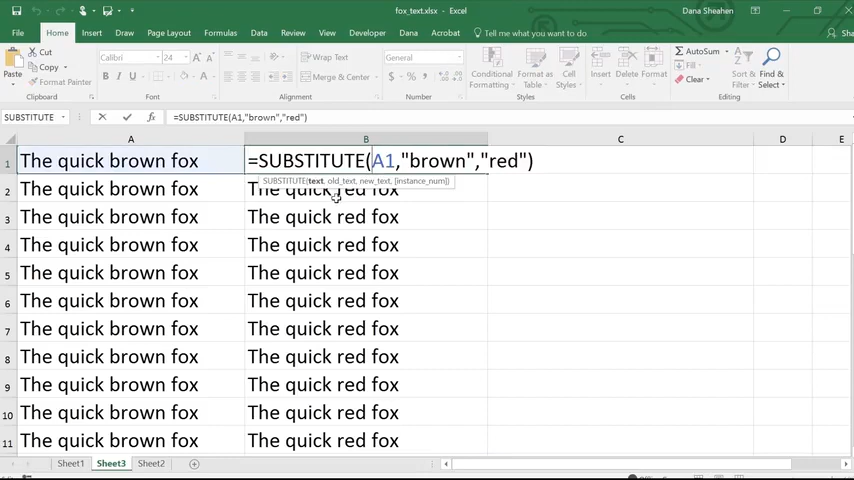 fox_text.xlsx - Excel
Dana Sheahen
File Home Insert Draw Page Layout Formulas Data Review View Developer Dana Acrobat Tell me what you want to do
Cut
Copy
Format Painter
Paste
Clipboard
Calibri 24
B I U
Font
Wrap Text
Merge & Center
Alignment
General
$ % ,
Number
Conditional Formatting
Format as Table
Cell Styles
Styles
Insert Delete Format
Cells
AutoSum
Fill
Clear
Sort & Filter
Find & Select
Editing
SUBSTITUTE fx =SUBSTITUTE(A1,"brown","red")
A B C D E
1 The quick brown fox =SUBSTITUTE(A1,"brown","red")
SUBSTITUTE(text, old_text, new_text, [instance_num])
2 The quick brown fox The quick red fox
3 The quick brown fox The quick red fox
4 The quick brown fox The quick red fox
5 The quick brown fox The quick red fox
6 The quick brown fox The quick red fox
7 The quick brown fox The quick red fox
8 The quick brown fox The quick red fox
9 The quick brown fox The quick red fox
10 The quick brown fox The quick red fox
11 The quick brown fox The quick red fox
Sheet1 Sheet3 Sheet2